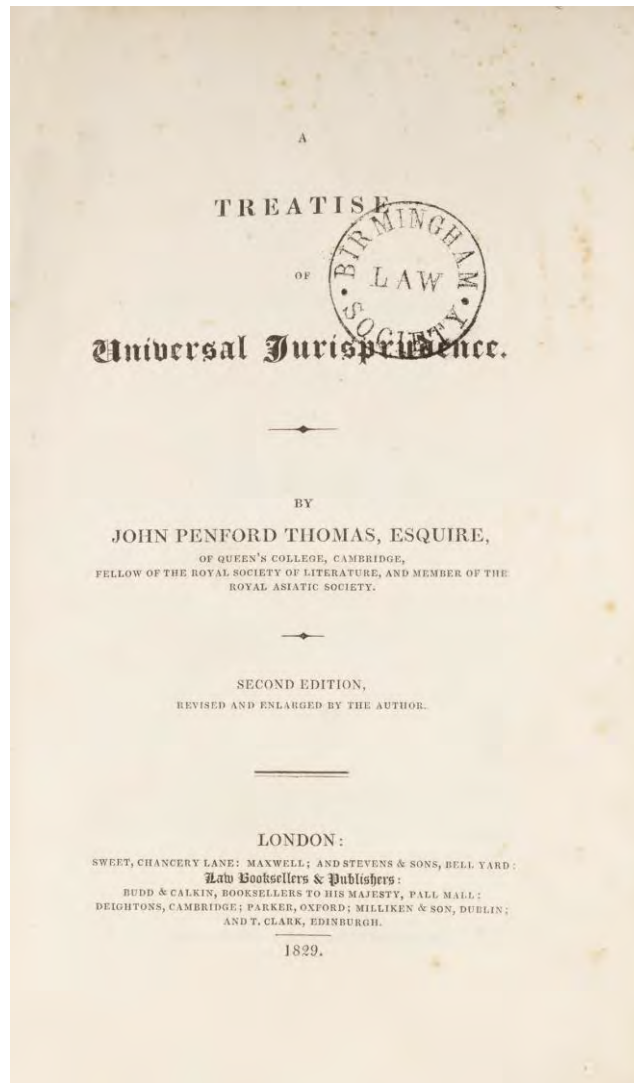 A
TREATISE
OF
Universal Jurisprudence.
BIRMINGHAM
LAW
SOCIETY
BY
JOHN PENFORD THOMAS, ESQUIRE,
OF QUEEN'S COLLEGE, CAMBRIDGE,
FELLOW OF THE ROYAL SOCIETY OF LITERATURE, AND MEMBER OF THE
ROYAL ASIATIC SOCIETY.
SECOND EDITION,
REVISED AND ENLARGED BY THE AUTHOR.
LONDON:
SWEET, CHANCERY LANE: MAXWELL; AND STEVENS & SONS, BELL YARD:
Law Booksellers & Publishers:
BUDD & CALKIN, BOOKSELLERS TO HIS MAJESTY, PALL MALL:
DEIGHTONS, CAMBRIDGE; PARKER, OXFORD; MILLIKEN & SON, DUBLIN;
AND T. CLARK, EDINBURGH.
1829.